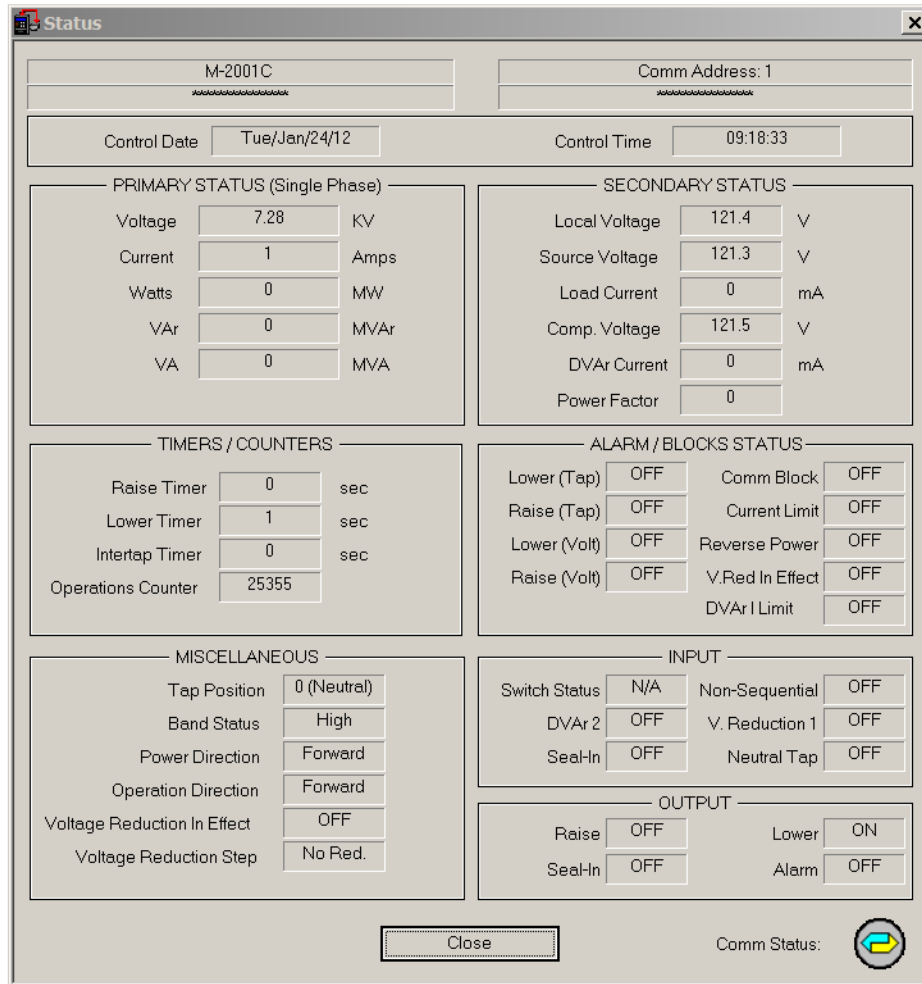 Status
M-2001C
****************
Comm Address: 1
****************
Control Date Tue/Jan/24/12
Control Time 09:18:33
PRIMARY STATUS (Single Phase)
Voltage 7.28 KV
Current 1 Amps
Watts 0 MW
VAr 0 MVAr
VA 0 MVA
SECONDARY STATUS
Local Voltage 121.4 V
Source Voltage 121.3 V
Load Current 0 mA
Comp. Voltage 121.5 V
DVAr Current 0 mA
Power Factor 0
TIMERS / COUNTERS
Raise Timer 0 sec
Lower Timer 1 sec
Intertap Timer 0 sec
Operations Counter 25355
ALARM / BLOCKS STATUS
Lower (Tap) OFF Comm Block OFF
Raise (Tap) OFF Current Limit OFF
Lower (Volt) OFF Reverse Power OFF
Raise (Volt) OFF V.Red In Effect OFF
DVAr I Limit OFF
MISCELLANEOUS
Tap Position 0 (Neutral)
Band Status High
Power Direction Forward
Operation Direction Forward
Voltage Reduction In Effect OFF
Voltage Reduction Step No Red.
INPUT
Switch Status N/A Non-Sequential OFF
DVAr 2 OFF V. Reduction 1 OFF
Seal-In OFF Neutral Tap OFF
OUTPUT
Raise OFF Lower ON
Seal-In OFF Alarm OFF
Close
Comm Status: